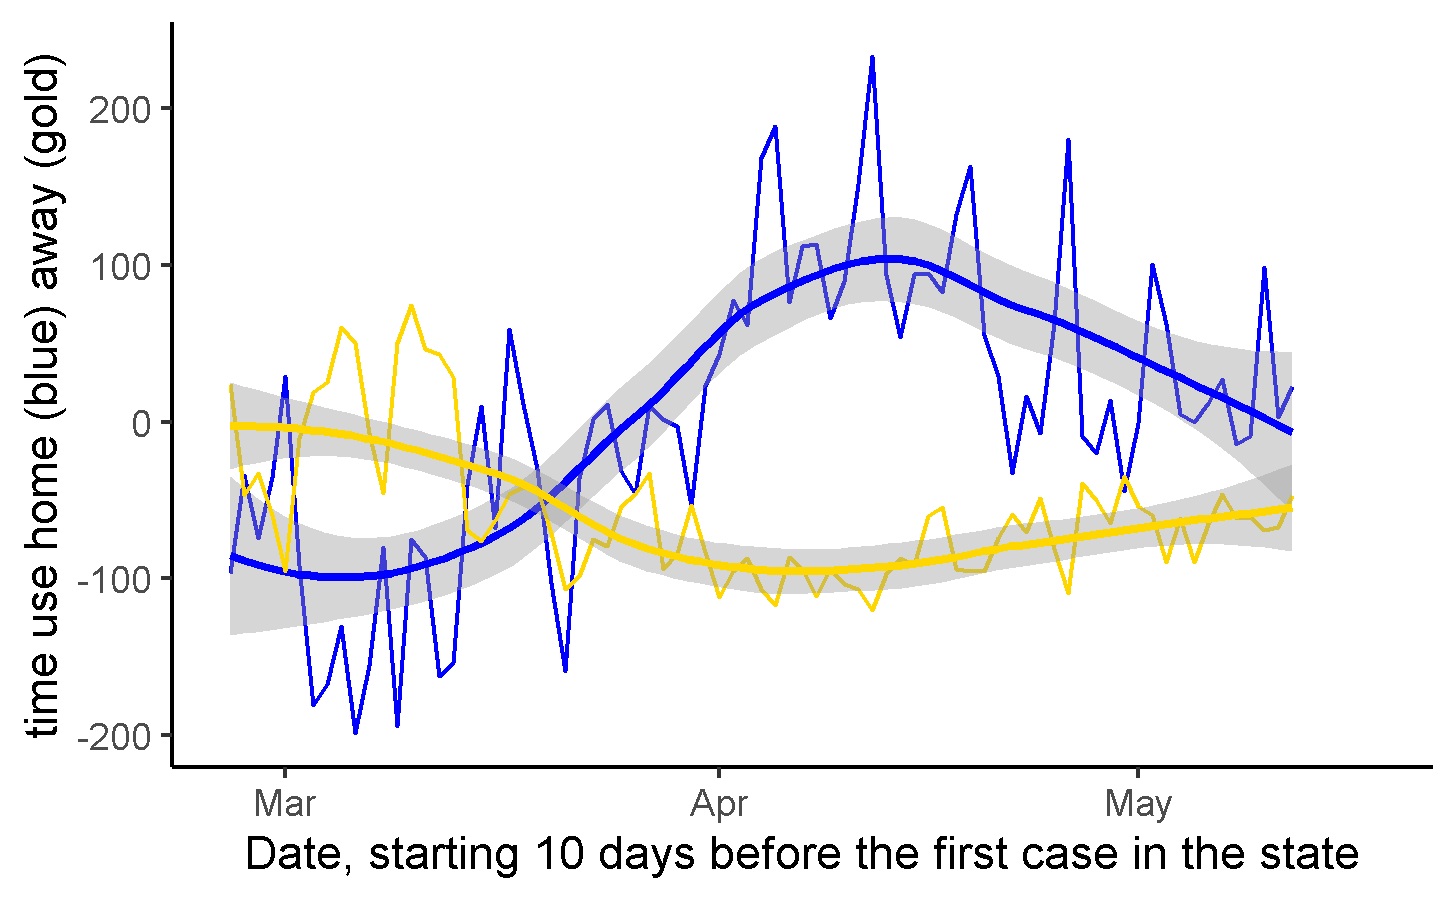 time use home (blue) away (gold)
200
100
0
-100
-200
Mar Apr May
Date, starting 10 days before the first case in the state